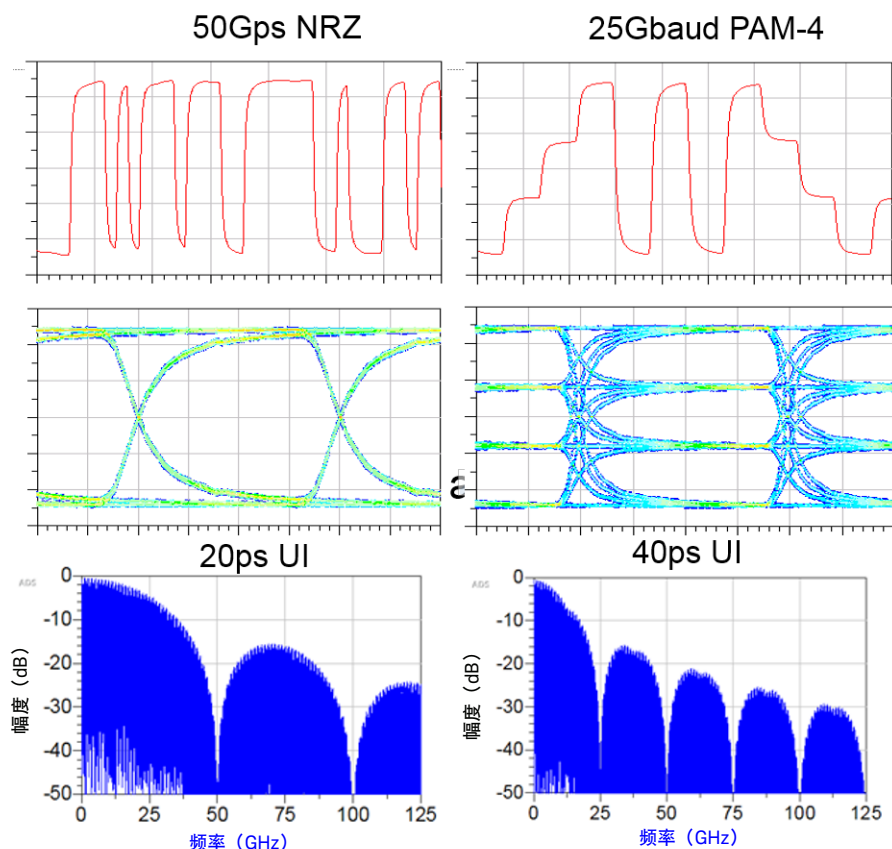 50Gps NRZ
25Gbaud PAM-4
a
20ps UI
40ps UI
ADS
0
-10
-20
-30
-40
-50
幅度（dB）
0
25
50
75
100
125
频率（GHz）
ADS
0
-10
-20
-30
-40
-50
幅度（dB）
0
25
50
75
100
125
频率（GHz）